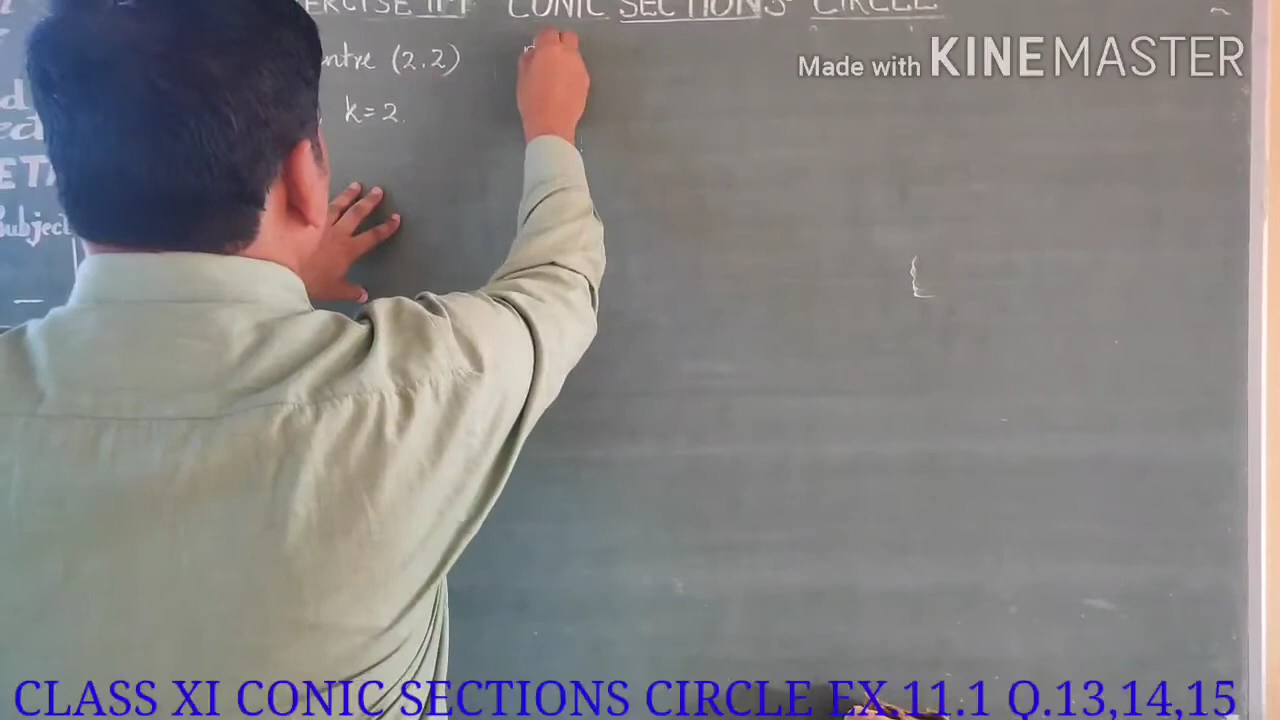 CONIC SECTIONS CIRCLE
Made with KINEMASTER
(2.2)
k=2.
Subject
CLASS XI CONIC SECTIONS CIRCLE EX.11.1 Q.13,14,15